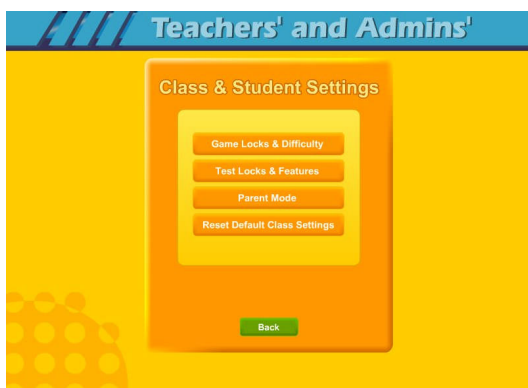 Teachers' and Admins'
Class & Student Settings
Game Locks & Difficulty
Test Locks & Features
Parent Mode
Reset Default Class Settings
Back